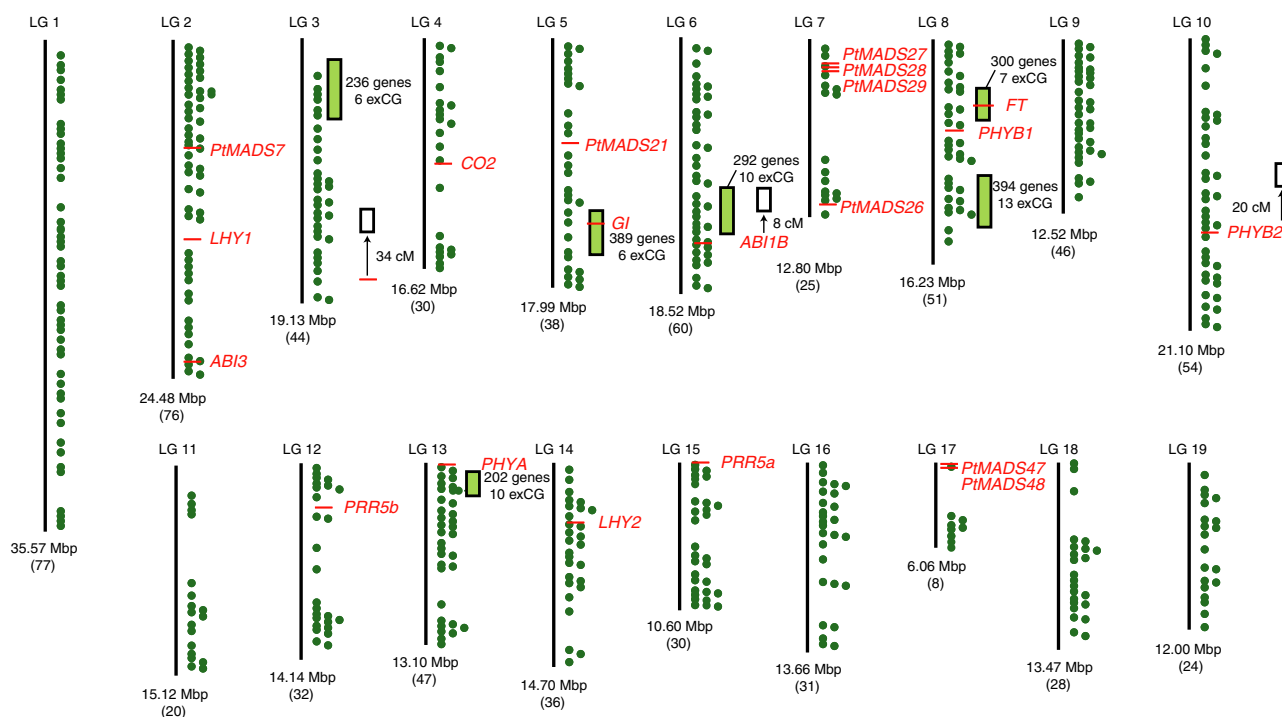 LG 1
LG 2
LG 3
LG 4
LG 5
LG 6
LG 7
LG 8
LG 9
LG 10
35.57 Mbp
(77)
PtMADS7
LHY1
ABI3
24.48 Mbp
(76)
236 genes
6 exCG
34 cM
19.13 Mbp
(44)
CO2
16.62 Mbp
(30)
PtMADS21
GI
389 genes
6 exCG
17.99 Mbp
(38)
292 genes
10 exCG
8 cM
ABI1B
18.52 Mbp
(60)
PtMADS27
PtMADS28
PtMADS29
PtMADS26
12.80 Mbp
(25)
300 genes
7 exCG
FT
PHYB1
394 genes
13 exCG
16.23 Mbp
(51)
12.52 Mbp
(46)
20 cM
PHYB2
21.10 Mbp
(54)
LG 11
LG 12
LG 13
LG 14
LG 15
LG 16
LG 17
LG 18
LG 19
15.12 Mbp
(20)
PRR5b
14.14 Mbp
(32)
PHYA
202 genes
10 exCG
13.10 Mbp
(47)
LHY2
14.70 Mbp
(36)
PRR5a
10.60 Mbp
(30)
13.66 Mbp
(31)
PtMADS47
PtMADS48
6.06 Mbp
(8)
13.47 Mbp
(28)
12.00 Mbp
(24)